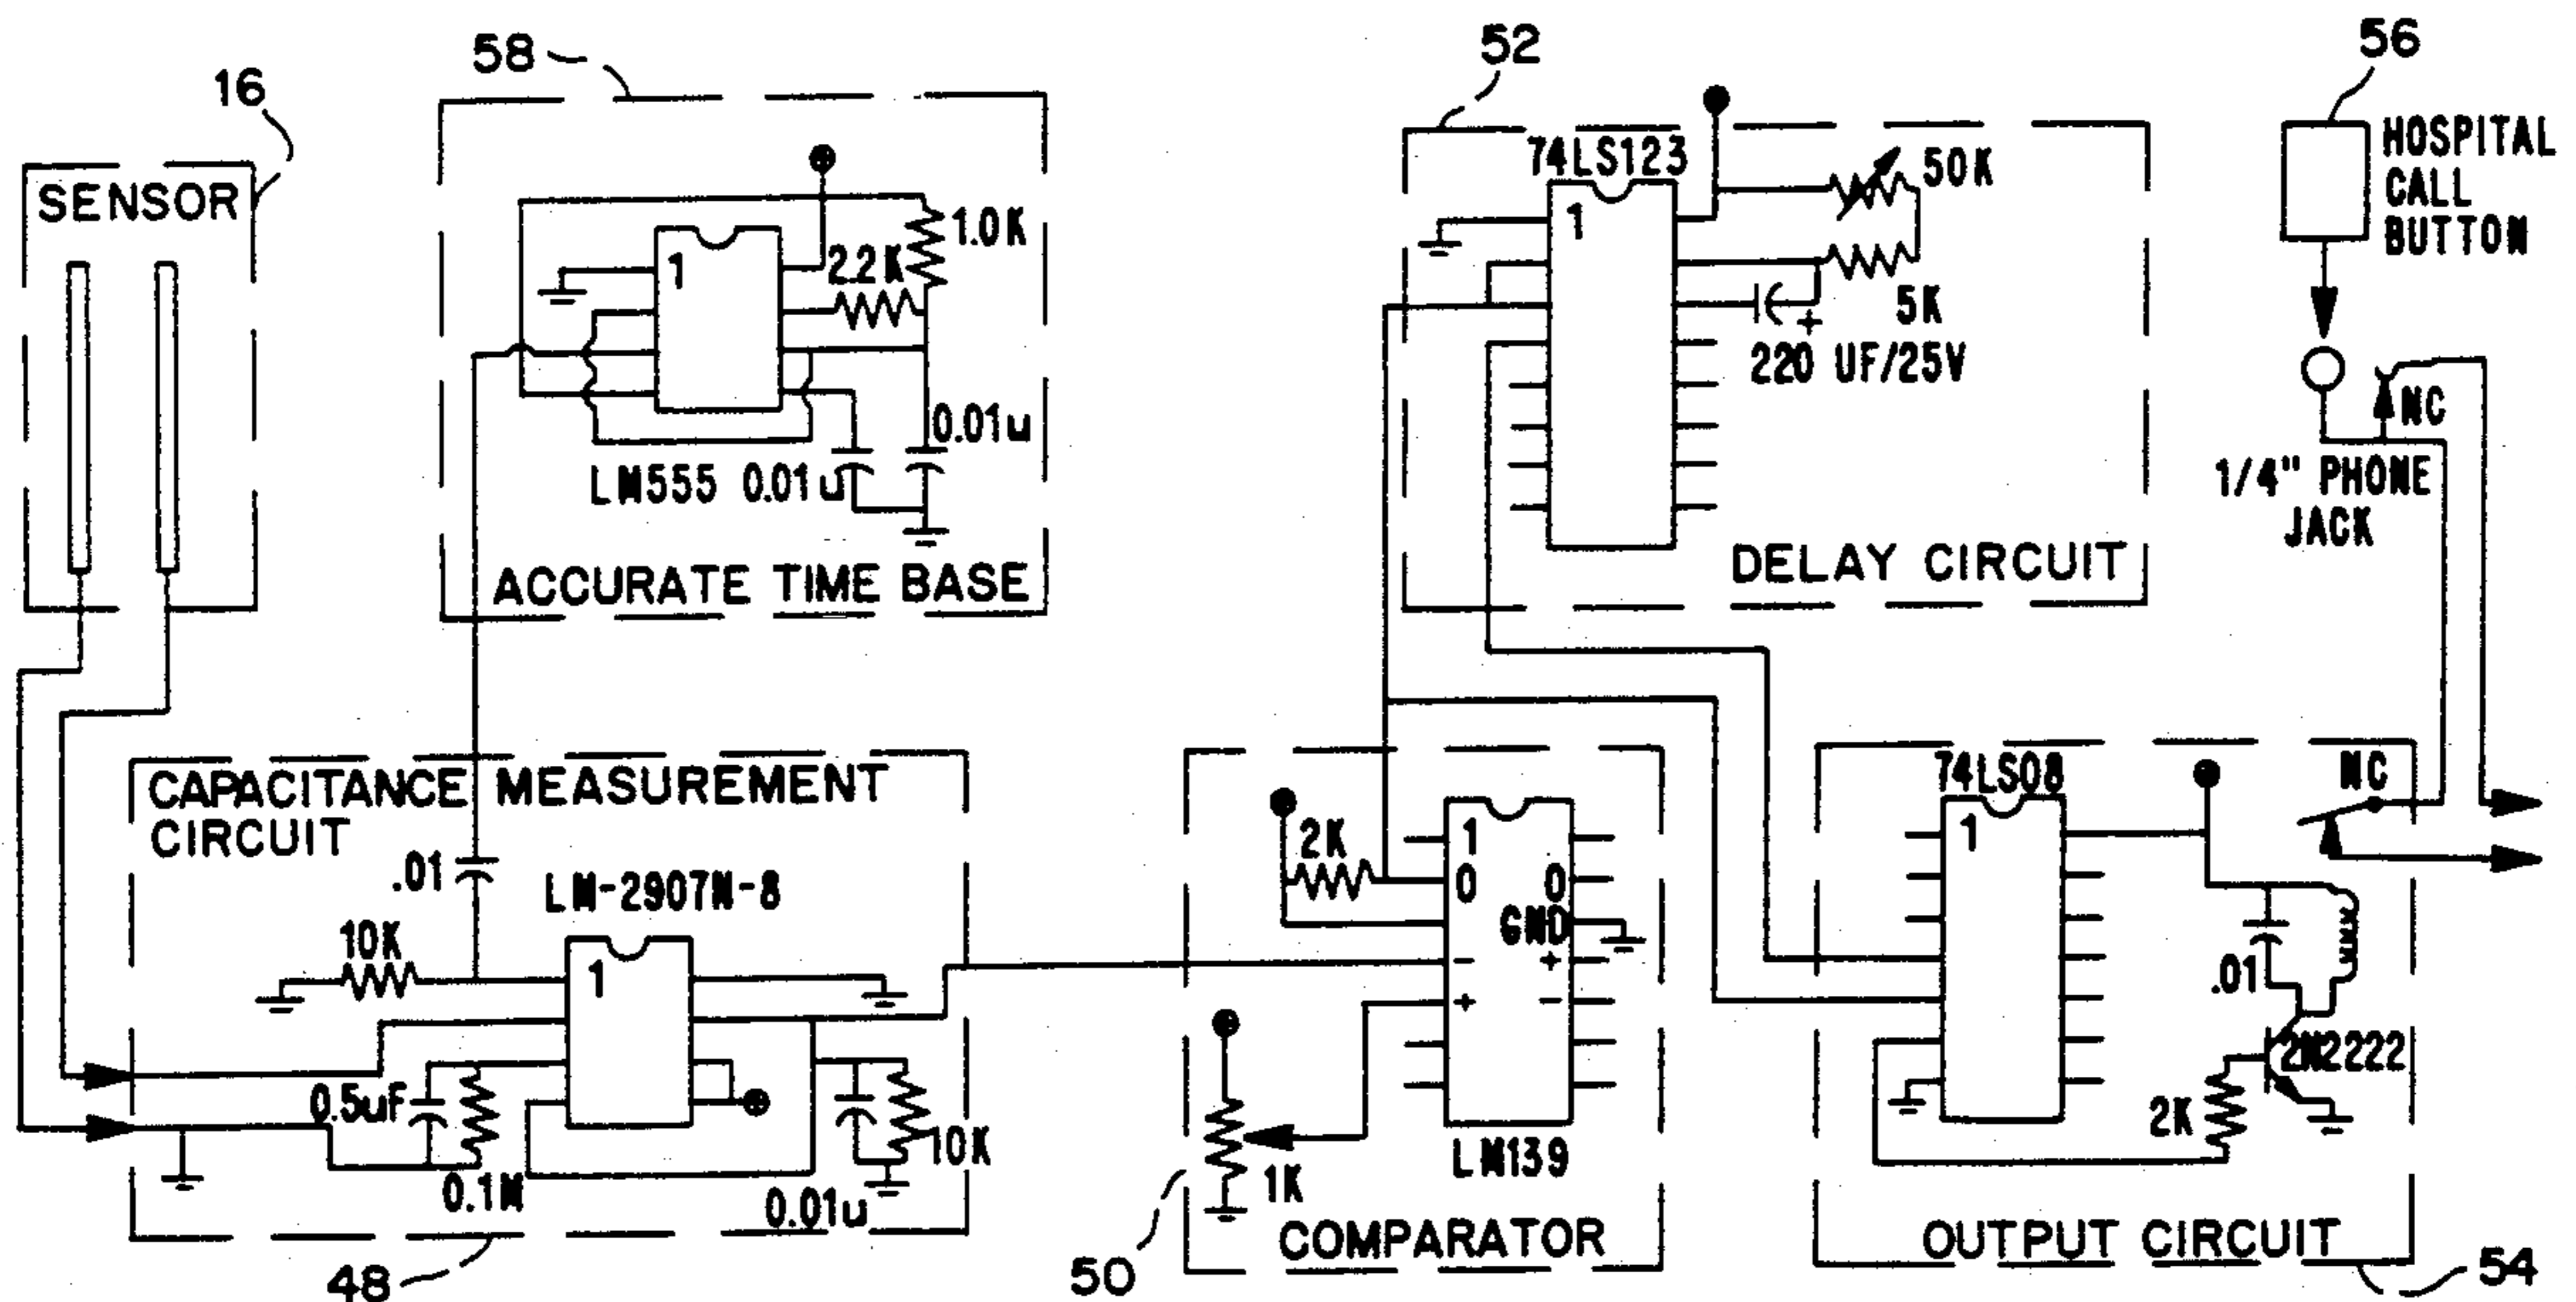 16
SENSOR
58
1
1.0K
2.2K
0.01u
LM555 0.01u
ACCURATE TIME BASE
52
74LS123
1
50K
5K
+
220 UF/25V
DELAY CIRCUIT
56
HOSPITAL
CALL
BUTTON
NC
1/4" PHONE
JACK
CAPACITANCE MEASUREMENT
CIRCUIT
.01
LM-2907N-8
10K
1
0.5uF
0.1M
0.01u
10K
48
2K
1
0 0
GND
- +
+ -
LM139
1K
COMPARATOR
50
74LS08
1
NC
.01
2N2222
2K
OUTPUT CIRCUIT
54